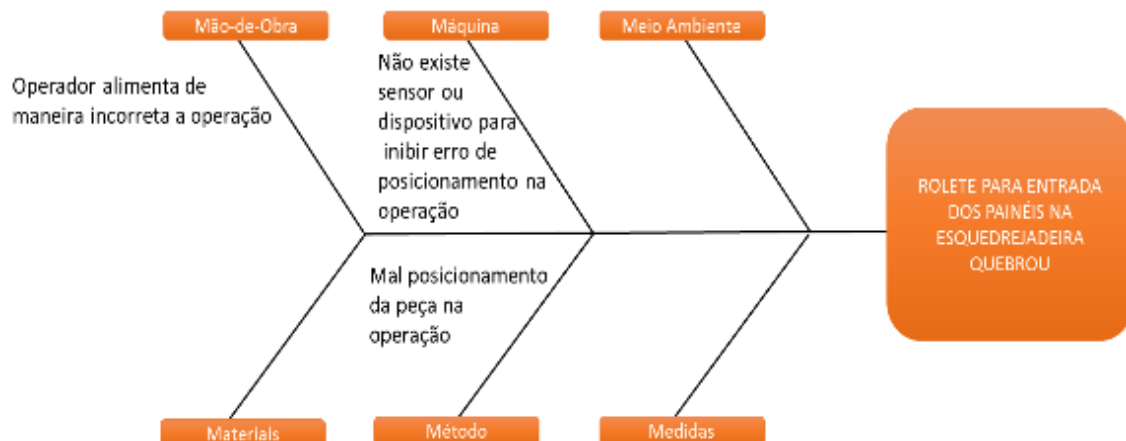 Mão-de-Obra
Máquina
Meio Ambiente
Operador alimenta de
maneira incorreta a operação
Não existe
sensor ou
dispositivo para
inibir erro de
posicionamento na
operação
ROLETE PARA ENTRADA
DOS PAINÉIS NA
ESQUEDREJADEIRA
QUEBROU
Mal posicionamento
da peça na
operação
Materiais
Método
Medidas